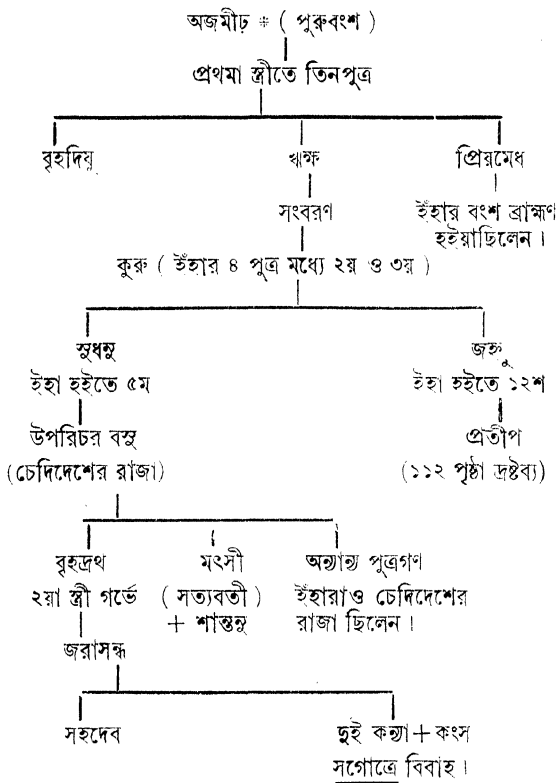 অজমীঢ় * ( পুরুবংশ )
প্রথমা স্ত্রীতে তিনপুত্র
বৃহদিষু ঋক্ষ প্রিয়মেধ
সংবরণ ইঁহার বংশ ব্রাহ্মণ
হইয়াছিলেন ।
কুরু ( ইঁহার ৪ পুত্র মধ্যে ২য় ও ৩য় )
সুধনু জহ্নু
ইহা হইতে ৫ম ইহা হইতে ১২শ
উপরিচর বসু প্রতীপ
(চেদিদেশের রাজা) (১১২ পৃষ্ঠা দ্রষ্টব্য)
বৃহদ্রথ মৎসী অন্যান্য পুত্রগণ
২য়া স্ত্রী গর্ভে ( সত্যবতী ) ইঁহারাও চেদিদেশের
+ শান্তনু রাজা ছিলেন ।
জরাসন্ধ
সহদেব দুই কন্যা + কংস
সগোত্রে বিবাহ ।